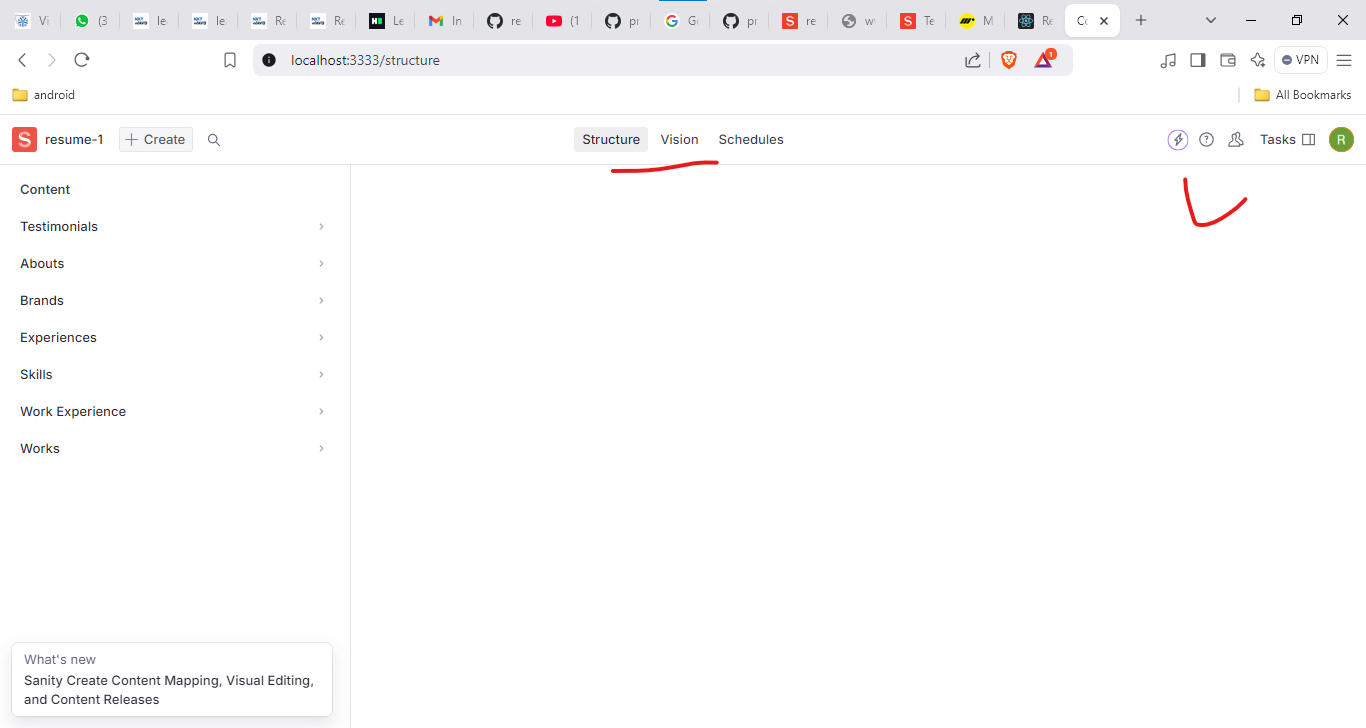 Vi (3 le le Re Re Le In re (1 pr G pr re w Te M Re Co
localhost:3333/structure 1 VPN
android All Bookmarks
S resume-1 Create Structure Vision Schedules Tasks R
Content
Testimonials
Abouts
Brands
Experiences
Skills
Work Experience
Works
What's new
Sanity Create Content Mapping, Visual Editing,
and Content Releases